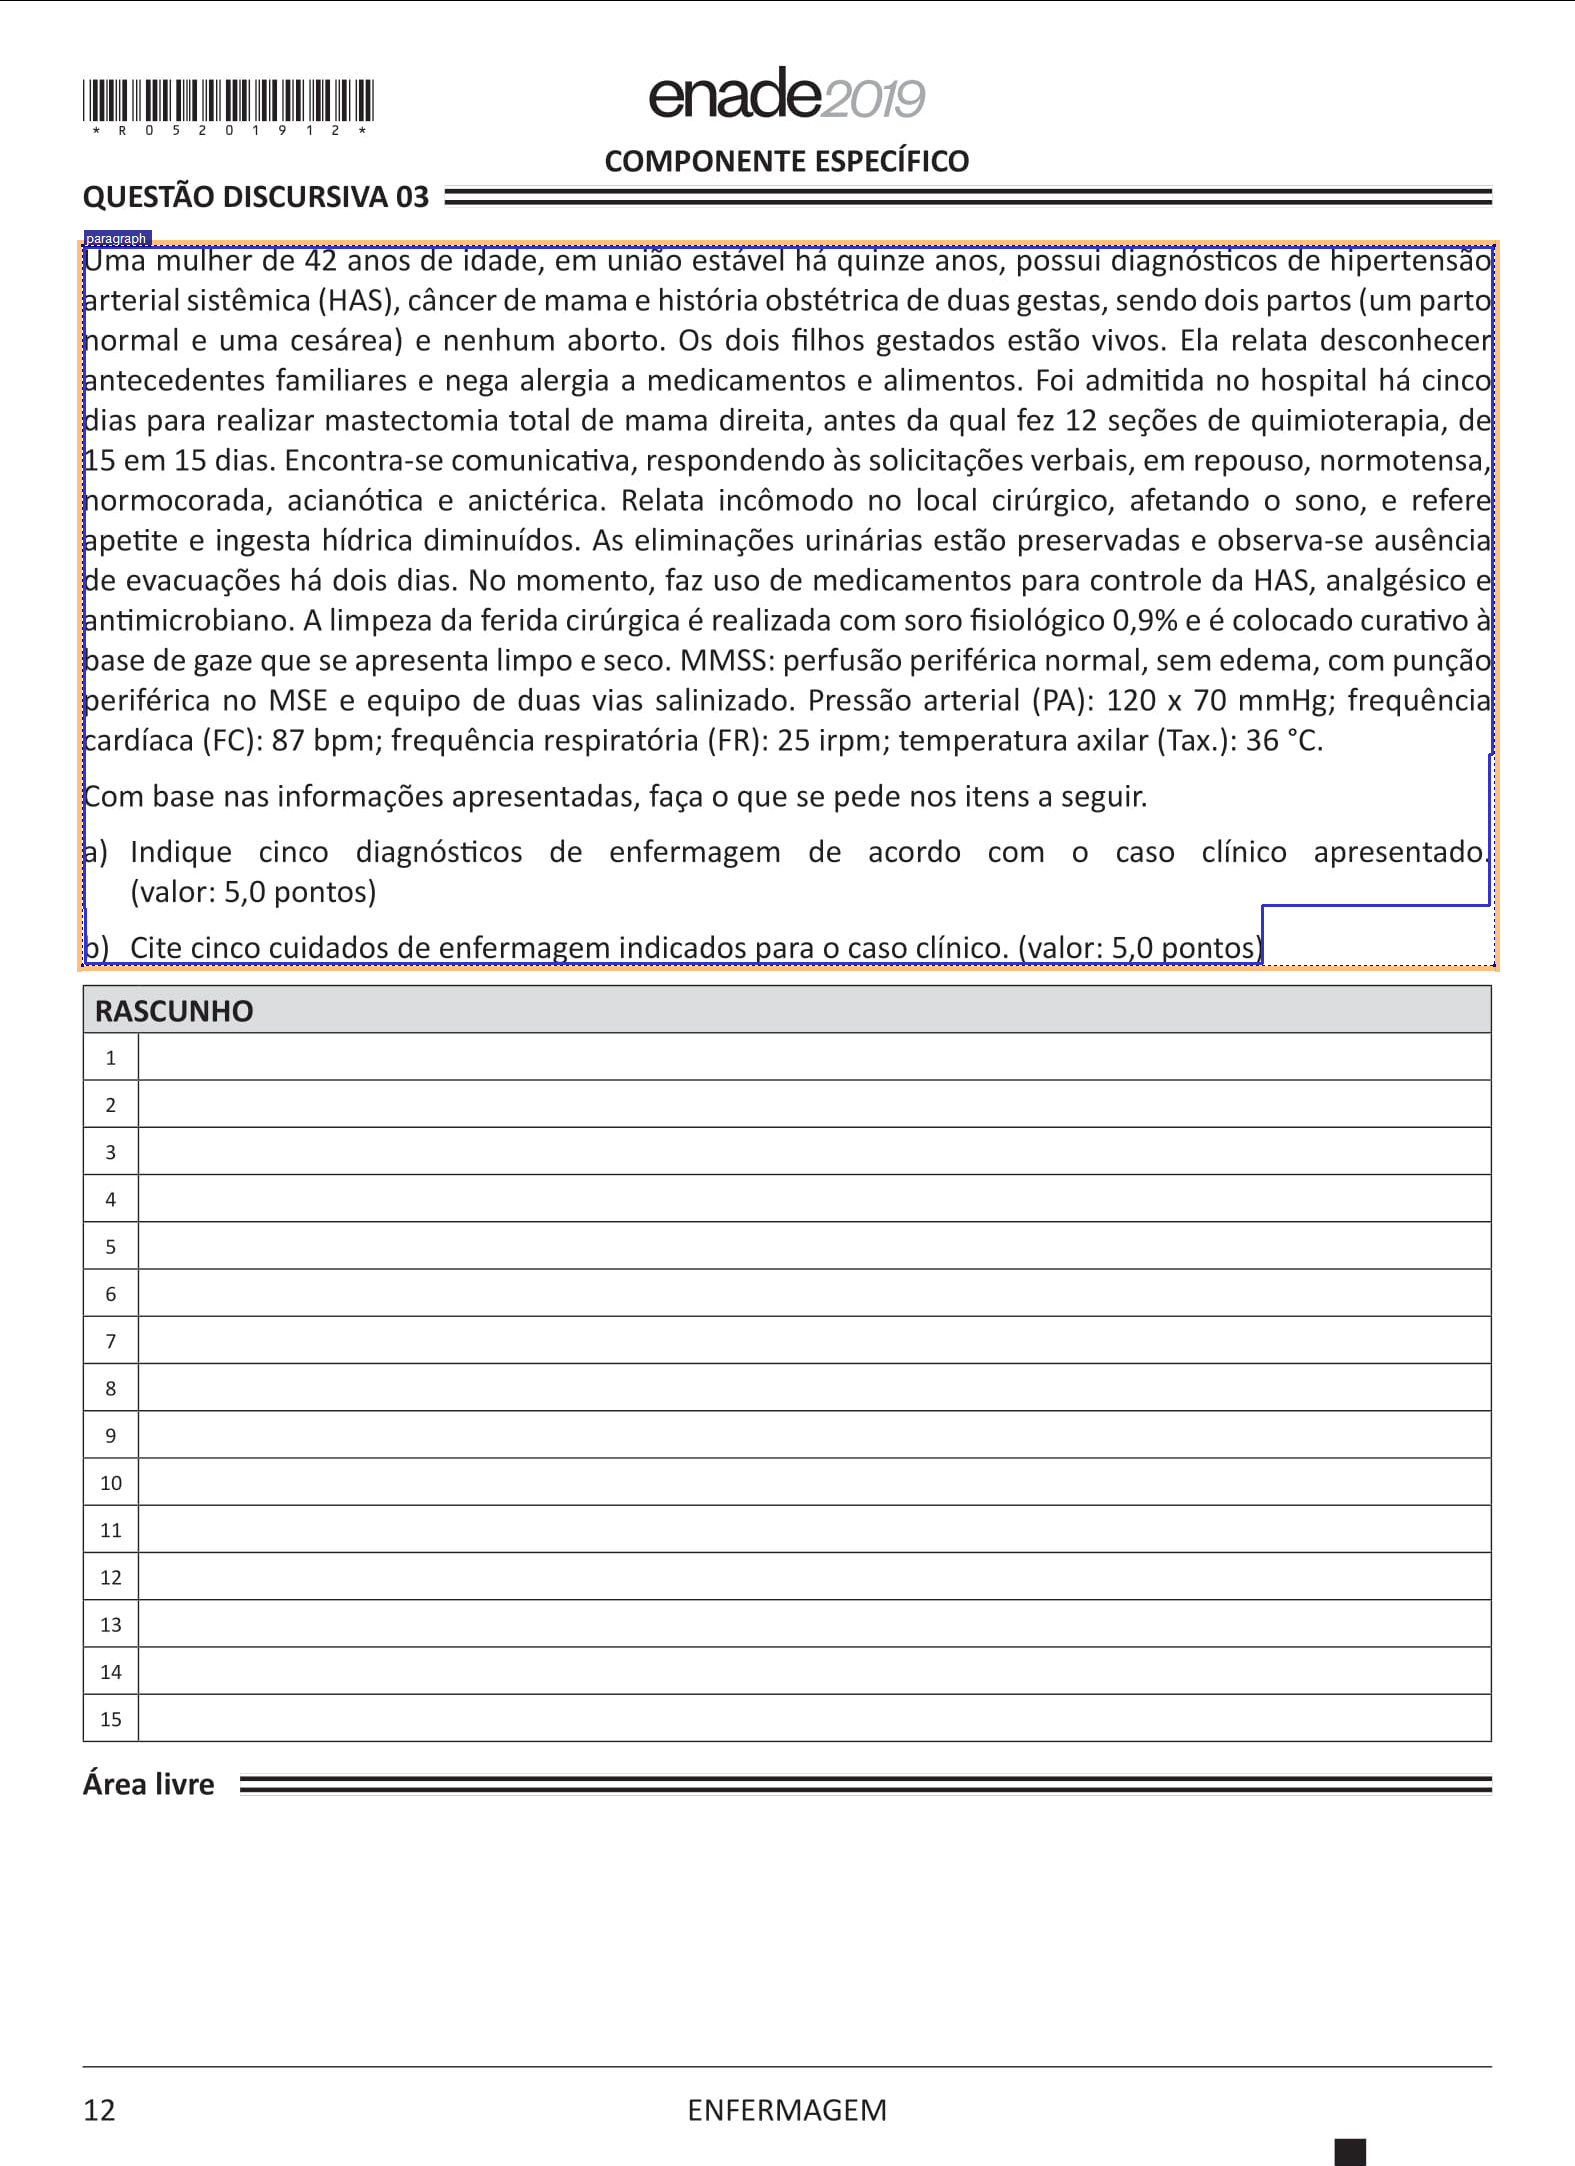 *R05201912*
enade2019
COMPONENTE ESPECÍFICO
QUESTÃO DISCURSIVA 03
paragraph
Uma mulher de 42 anos de idade, em união estável há quinze anos, possui diagnósticos de hipertensão
arterial sistêmica (HAS), câncer de mama e história obstétrica de duas gestas, sendo dois partos (um parto
normal e uma cesárea) e nenhum aborto. Os dois filhos gestados estão vivos. Ela relata desconhecer
antecedentes familiares e nega alergia a medicamentos e alimentos. Foi admitida no hospital há cinco
dias para realizar mastectomia total de mama direita, antes da qual fez 12 seções de quimioterapia, de
15 em 15 dias. Encontra-se comunicativa, respondendo às solicitações verbais, em repouso, normotensa,
normocorada, acianótica e anictérica. Relata incômodo no local cirúrgico, afetando o sono, e refere
apetite e ingesta hídrica diminuídos. As eliminações urinárias estão preservadas e observa-se ausência
de evacuações há dois dias. No momento, faz uso de medicamentos para controle da HAS, analgésico e
antimicrobiano. A limpeza da ferida cirúrgica é realizada com soro fisiológico 0,9% e é colocado curativo à
base de gaze que se apresenta limpo e seco. MMSS: perfusão periférica normal, sem edema, com punção
periférica no MSE e equipo de duas vias salinizado. Pressão arterial (PA): 120 x 70 mmHg; frequência
cardíaca (FC): 87 bpm; frequência respiratória (FR): 25 irpm; temperatura axilar (Tax.): 36 °C.
Com base nas informações apresentadas, faça o que se pede nos itens a seguir.
a) Indique cinco diagnósticos de enfermagem de acordo com o caso clínico apresentado.
(valor: 5,0 pontos)
b) Cite cinco cuidados de enfermagem indicados para o caso clínico. (valor: 5,0 pontos)
RASCUNHO
1
2
3
4
5
6
7
8
9
10
11
12
13
14
15
Área livre
12
ENFERMAGEM